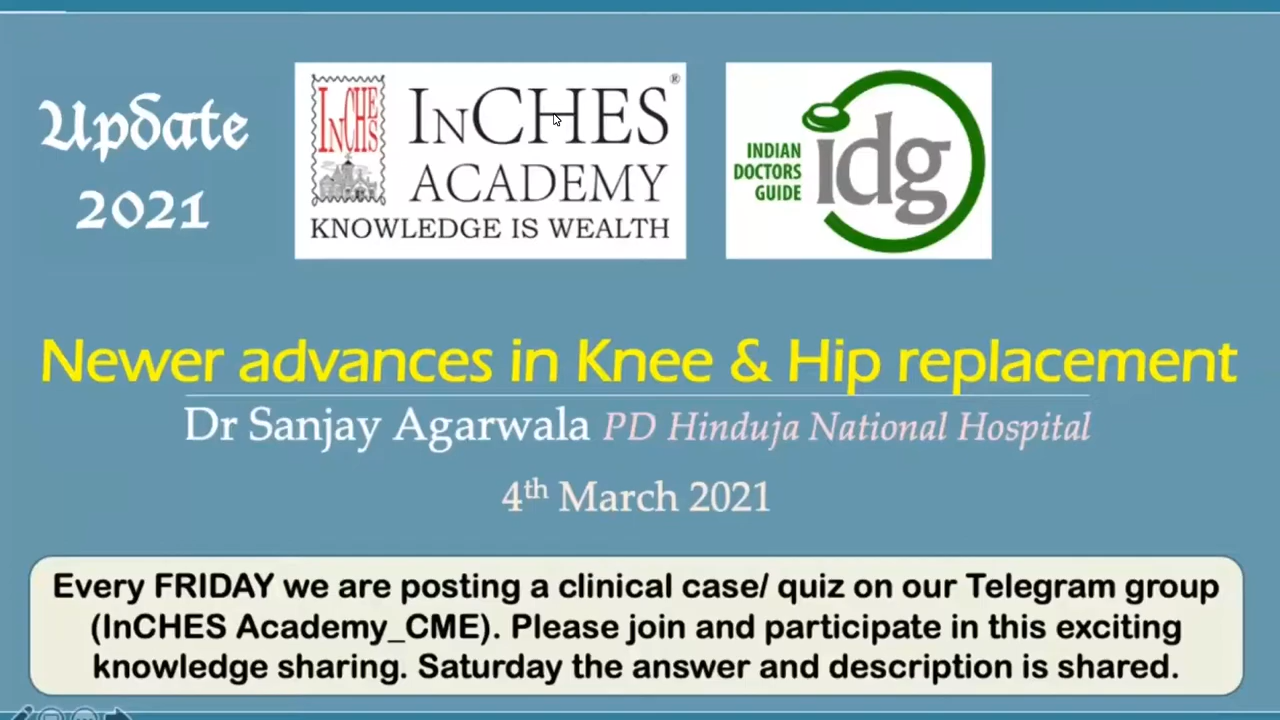 Update
2021
INCHES
INCHES ACADEMY®
KNOWLEDGE IS WEALTH
INDIAN
DOCTORS
GUIDE
idg
Newer advances in Knee & Hip replacement
Dr Sanjay Agarwala PD Hinduja National Hospital
4th March 2021
Every FRIDAY we are posting a clinical case/ quiz on our Telegram group
(InCHES Academy_CME). Please join and participate in this exciting
knowledge sharing. Saturday the answer and description is shared.